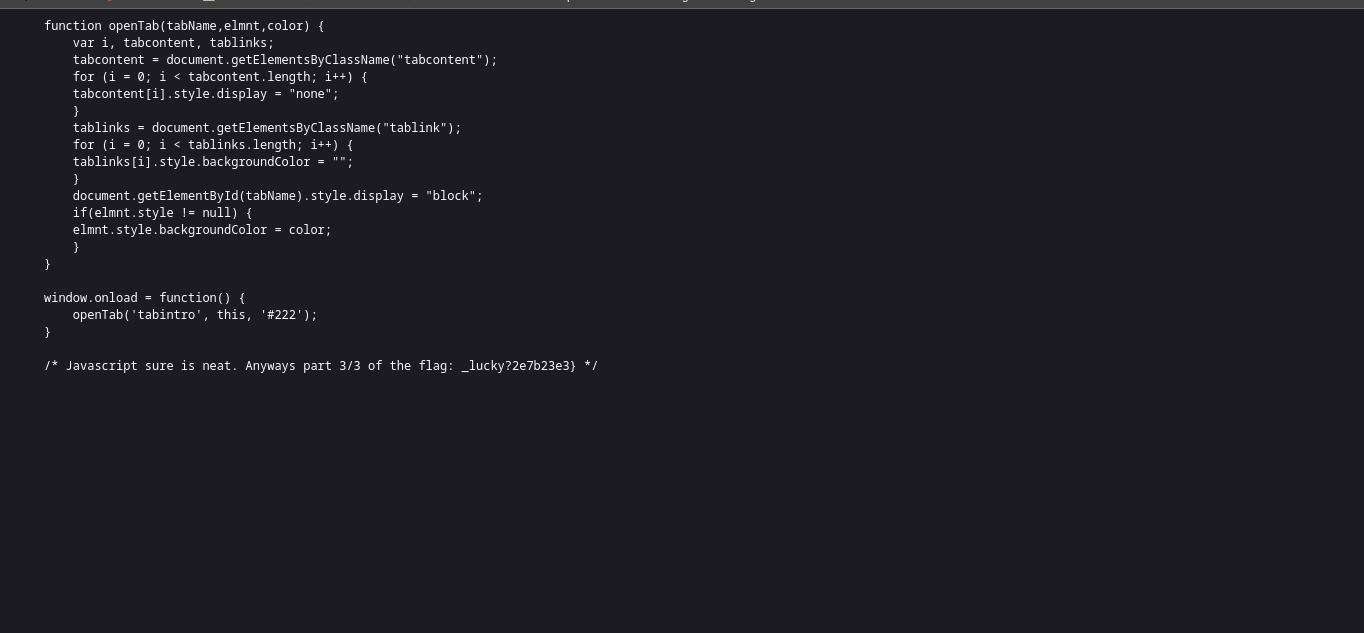 function openTab(tabName,elmnt,color) {
    var i, tabcontent, tablinks;
    tabcontent = document.getElementsByClassName("tabcontent");
    for (i = 0; i < tabcontent.length; i++) {
    tabcontent[i].style.display = "none";
    }
    tablinks = document.getElementsByClassName("tablink");
    for (i = 0; i < tablinks.length; i++) {
    tablinks[i].style.backgroundColor = "";
    }
    document.getElementById(tabName).style.display = "block";
    if(elmnt.style != null) {
    elmnt.style.backgroundColor = color;
    }
}

window.onload = function() {
    openTab('tabintro', this, '#222');
}

/* Javascript sure is neat. Anyways part 3/3 of the flag: _lucky?2e7b23e3} */